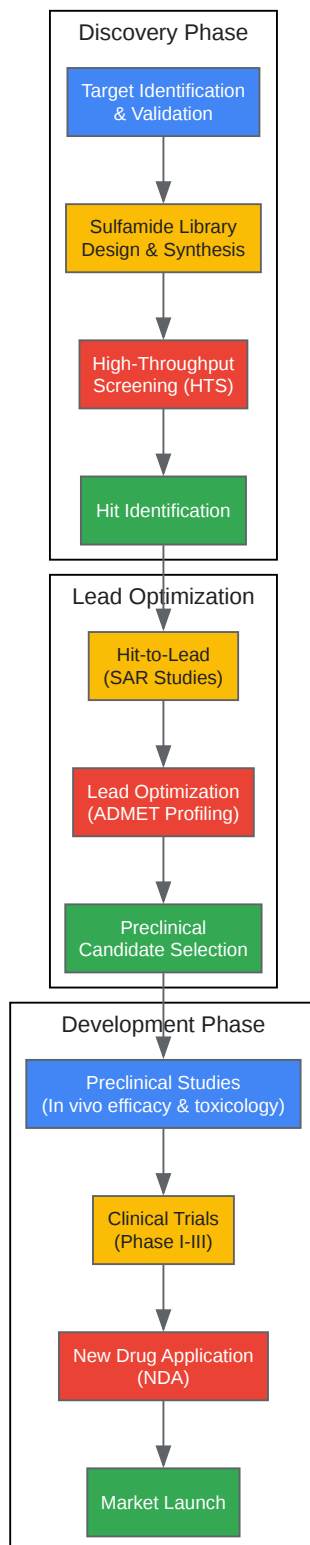 Discovery Phase
Target Identification
& Validation
Sulfamide Library
Design & Synthesis
High-Throughput
Screening (HTS)
Hit Identification
Lead Optimization
Hit-to-Lead
(SAR Studies)
Lead Optimization
(ADMET Profiling)
Preclinical
Candidate Selection
Development Phase
Preclinical Studies
(In vivo efficacy & toxicology)
Clinical Trials
(Phase I-III)
New Drug Application
(NDA)
Market Launch